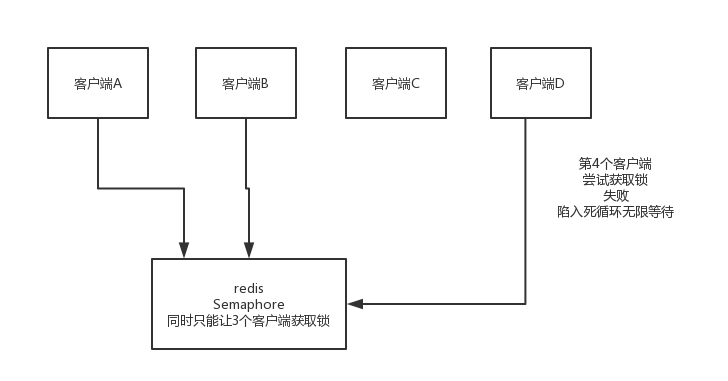 客户端A
客户端B
客户端C
客户端D
第4个客户端
尝试获取锁
失败
陷入死循环无限等待
redis
Semaphore
同时只能让3个客户端获取锁